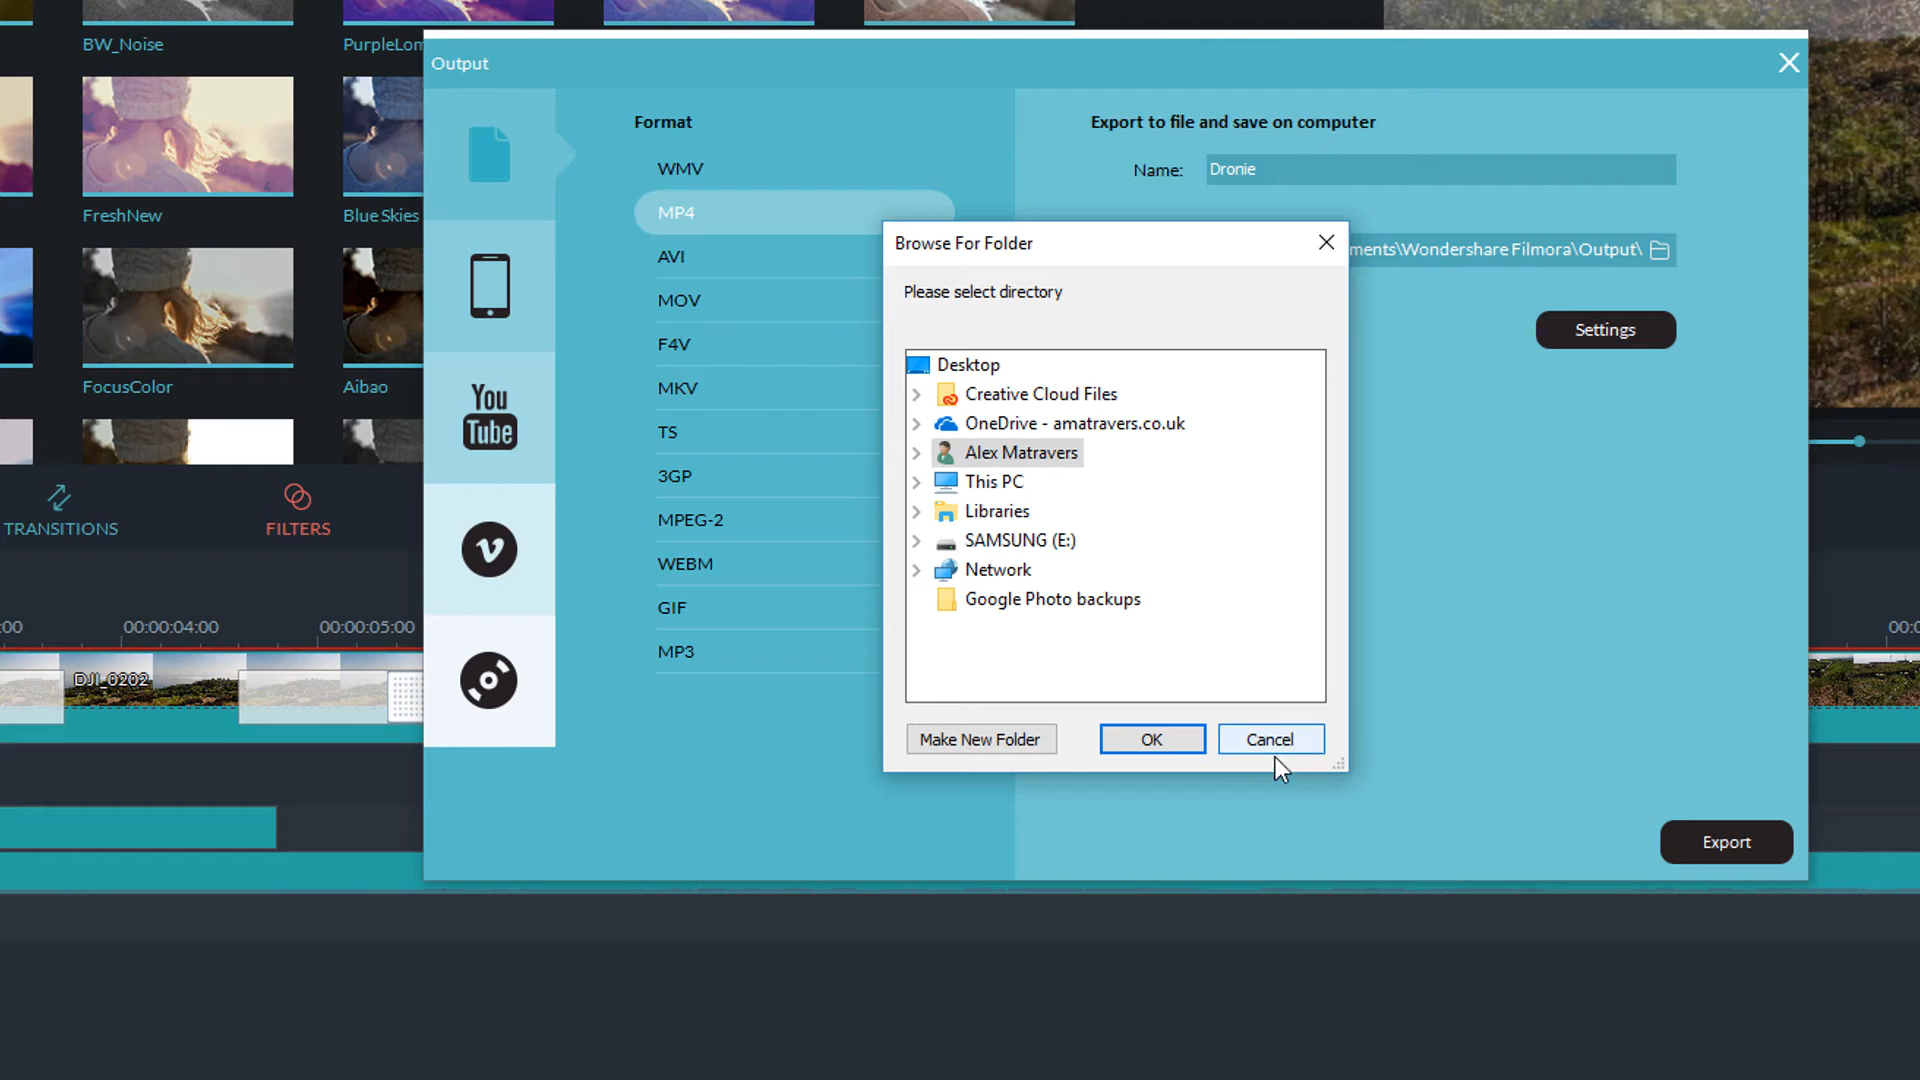 BW_Noise
PurpleLom
FreshNew
Blue Skies
FocusColor
Aibao
TRANSITIONS
FILTERS
:00
00:00:04:00
00:00:05:00
DJI_0202
Output
You
Tube
Format
WMV
MP4
AVI
MOV
F4V
MKV
TS
3GP
MPEG-2
WEBM
GIF
MP3
Export to file and save on computer
Name:
Dronie
ments\Wondershare Filmora\Output\
Settings
Browse For Folder
Please select directory
Desktop
Creative Cloud Files
OneDrive - amatravers.co.uk
Alex Matravers
This PC
Libraries
SAMSUNG (E:)
Network
Google Photo backups
Make New Folder
OK
Cancel
Export
00:0